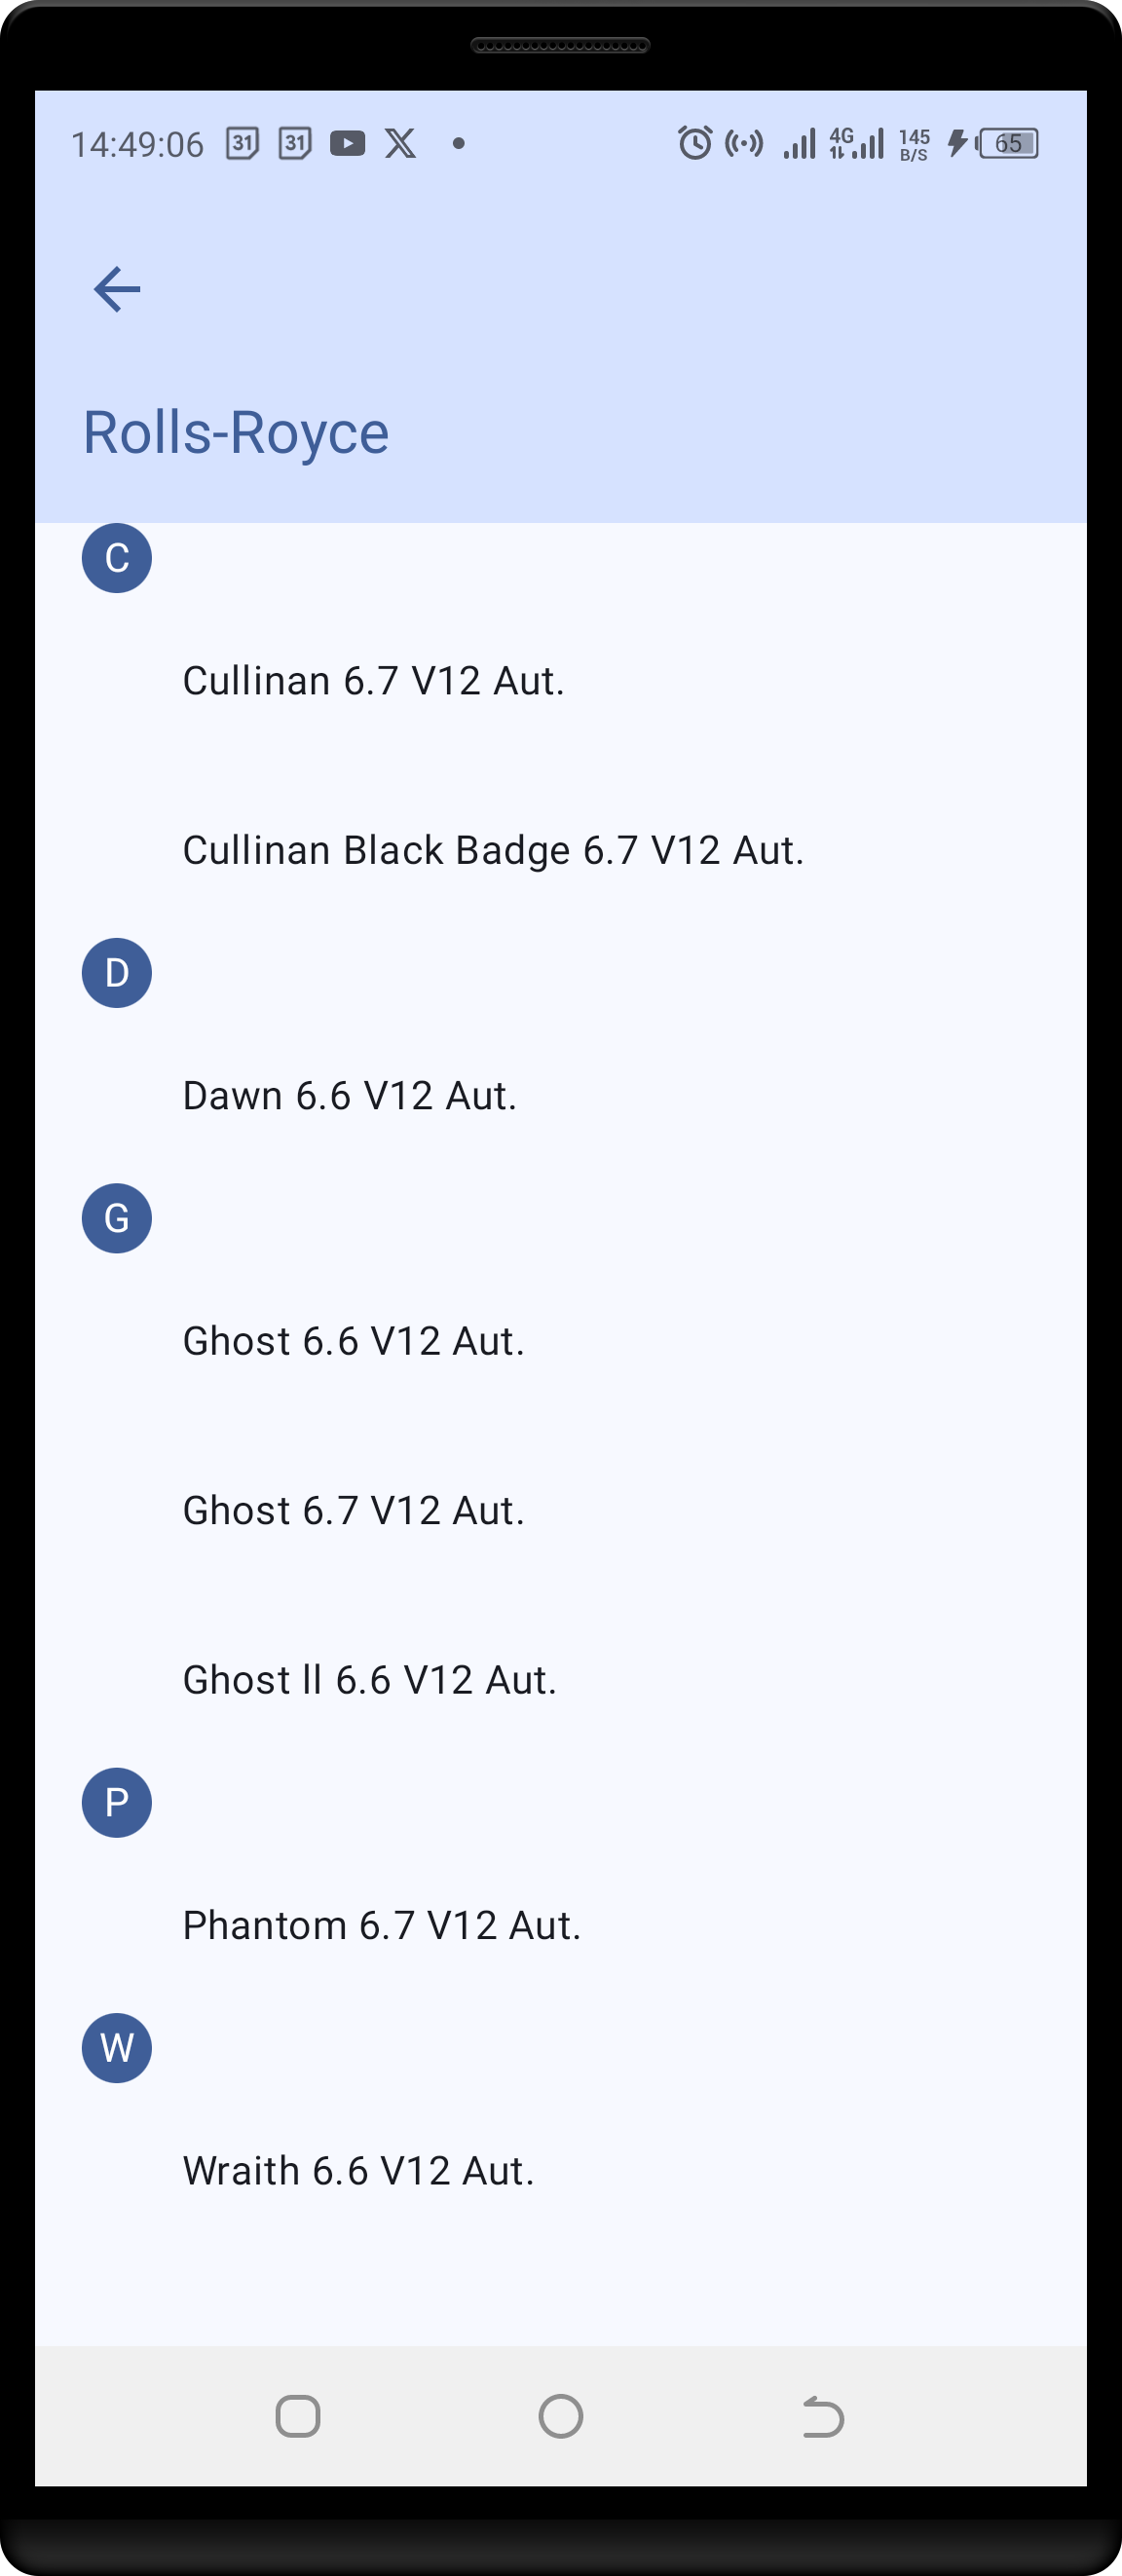 14:49:06 31 31 4G 145 B/S 65
Rolls-Royce
C
Cullinan 6.7 V12 Aut.
Cullinan Black Badge 6.7 V12 Aut.
D
Dawn 6.6 V12 Aut.
G
Ghost 6.6 V12 Aut.
Ghost 6.7 V12 Aut.
Ghost ll 6.6 V12 Aut.
P
Phantom 6.7 V12 Aut.
W
Wraith 6.6 V12 Aut.